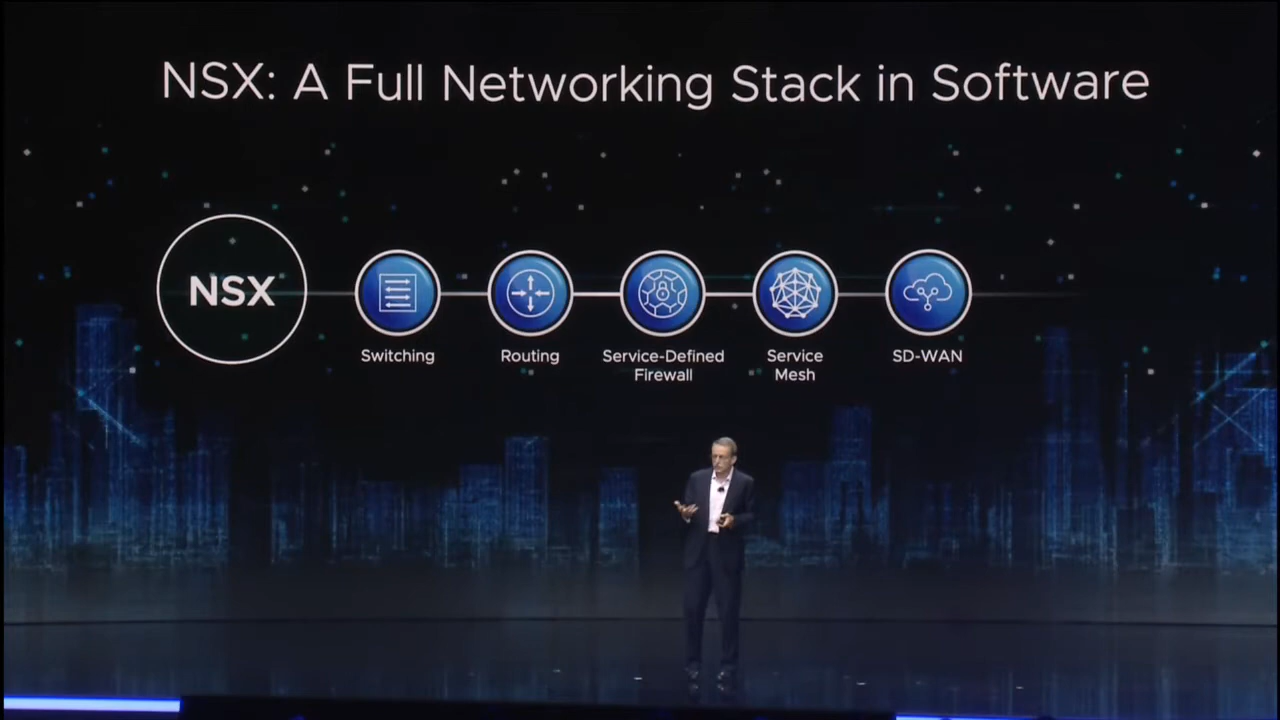 NSX: A Full Networking Stack in Software
NSX
Switching
Routing
Service-Defined
Firewall
Service
Mesh
SD-WAN